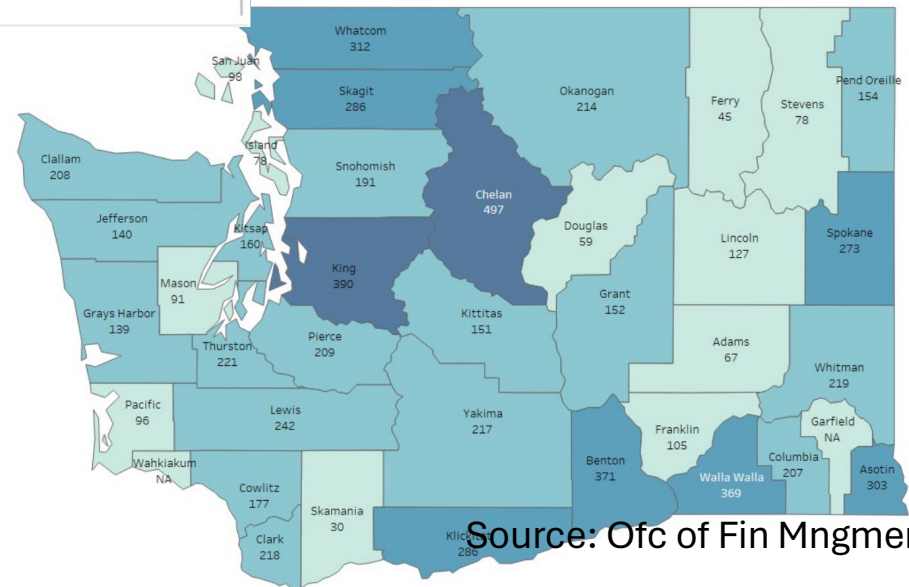 Whatcom
312
San Juan
98
Skagit
286
Okanogan
214
Ferry
45
Stevens
78
Pend Oreille
154
Island
78
Clallam
208
Snohomish
191
Chelan
497
Jefferson
140
Kitsap
160
Douglas
59
Lincoln
127
Spokane
273
King
390
Mason
91
Grant
152
Grays Harbor
139
Kittitas
151
Thurston
221
Pierce
209
Adams
67
Whitman
219
Pacific
96
Lewis
242
Yakima
217
Franklin
105
Garfield
NA
Wahkiakum
NA
Benton
371
Walla Walla
369
Columbia
207
Asotin
303
Cowlitz
177
Skamania
30
Clark
218
286
Source: Ofc of Fin Mngmen